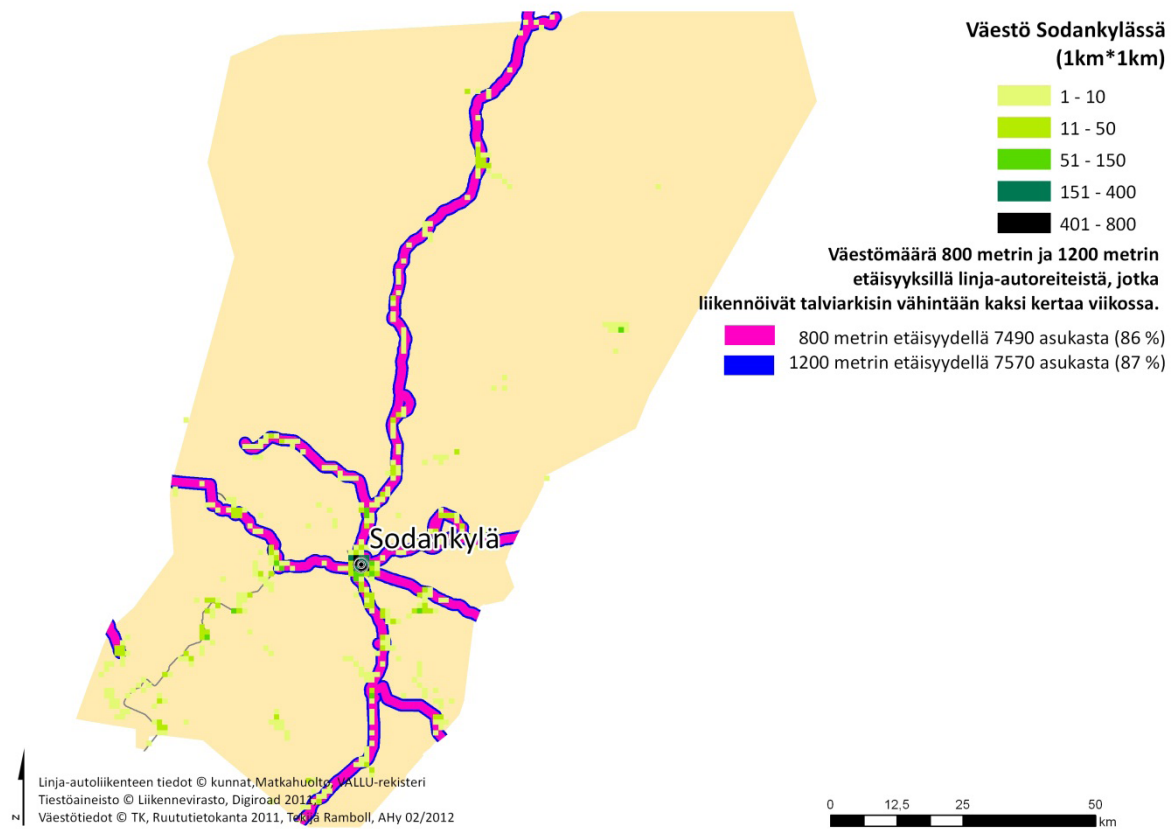 Väestö Sodankylässä
(1km*1km)
1 - 10
11 - 50
51 - 150
151 - 400
401 - 800
Väestömäärä 800 metrin ja 1200 metrin
etäisyyksillä linja-autoreiteistä, jotka
liikennöivät talviarkisin vähintään kaksi kertaa viikossa.
800 metrin etäisyydellä 7490 asukasta (86 %)
1200 metrin etäisyydellä 7570 asukasta (87 %)
Sodankylä
Linja-autoliikenteen tiedot © kunnat,Matkahuolto, VALLU-rekisteri
Tiestöaineisto © Liikennevirasto, Digiroad 2011,
Väestötiedot © TK, Ruututietokanta 2011, Tekijä Ramboll, AHy 02/2012
N
0 12,5 25 50
km